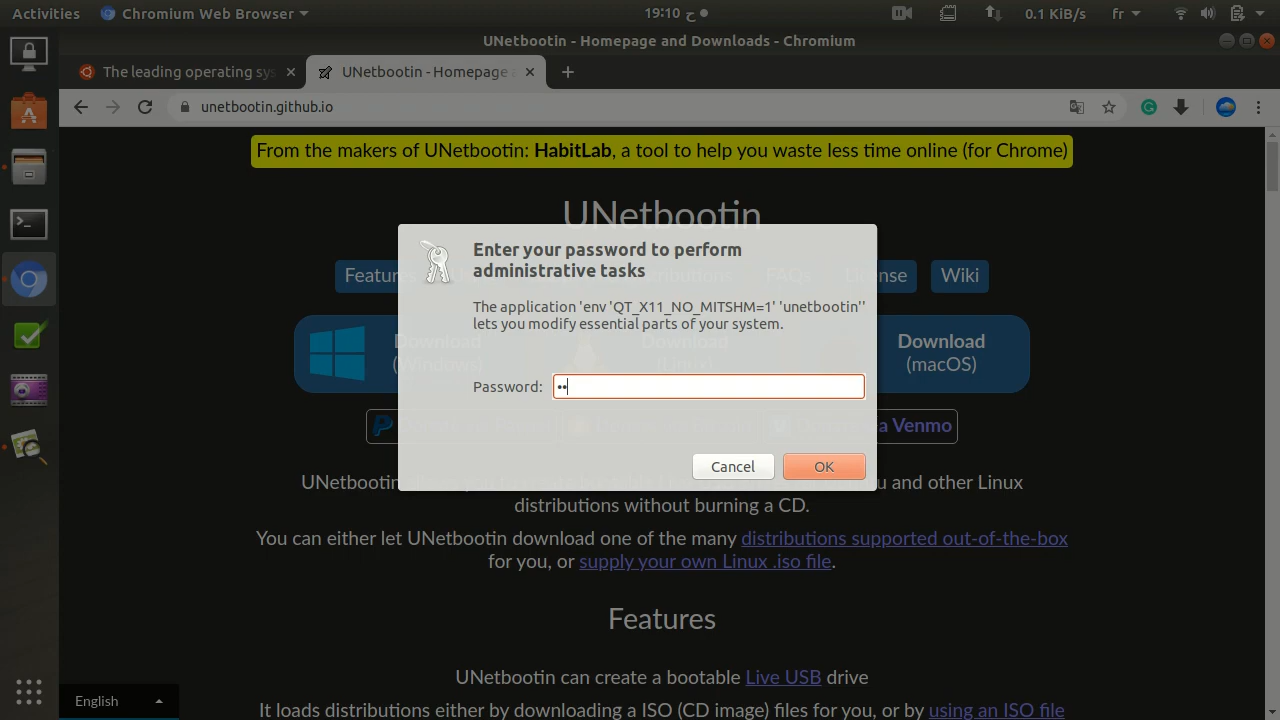 Activities
Chromium Web Browser
19:10 ح
0.1 KiB/s
fr
UNetbootin - Homepage and Downloads - Chromium
The leading operating sys
UNetbootin - Homepage a
unetbootin.github.io
From the makers of UNetbootin: HabitLab, a tool to help you waste less time online (for Chrome)
UNetbootin
Features
FAQs
License
Wiki
Enter your password to perform
administrative tasks
The application 'env 'QT_X11_NO_MITSHM=1' 'unetbootin''
lets you modify essential parts of your system.
Password: ••
Cancel
OK
Download
(Windows)
Download
(Linux)
Download
(macOS)
a Venmo
UNetbootin
u and other Linux
distributions without burning a CD.
You can either let UNetbootin download one of the many distributions supported out-of-the-box
for you, or supply your own Linux .iso file.
Features
UNetbootin can create a bootable Live USB drive
It loads distributions either by downloading a ISO (CD image) files for you, or by using an ISO file
English